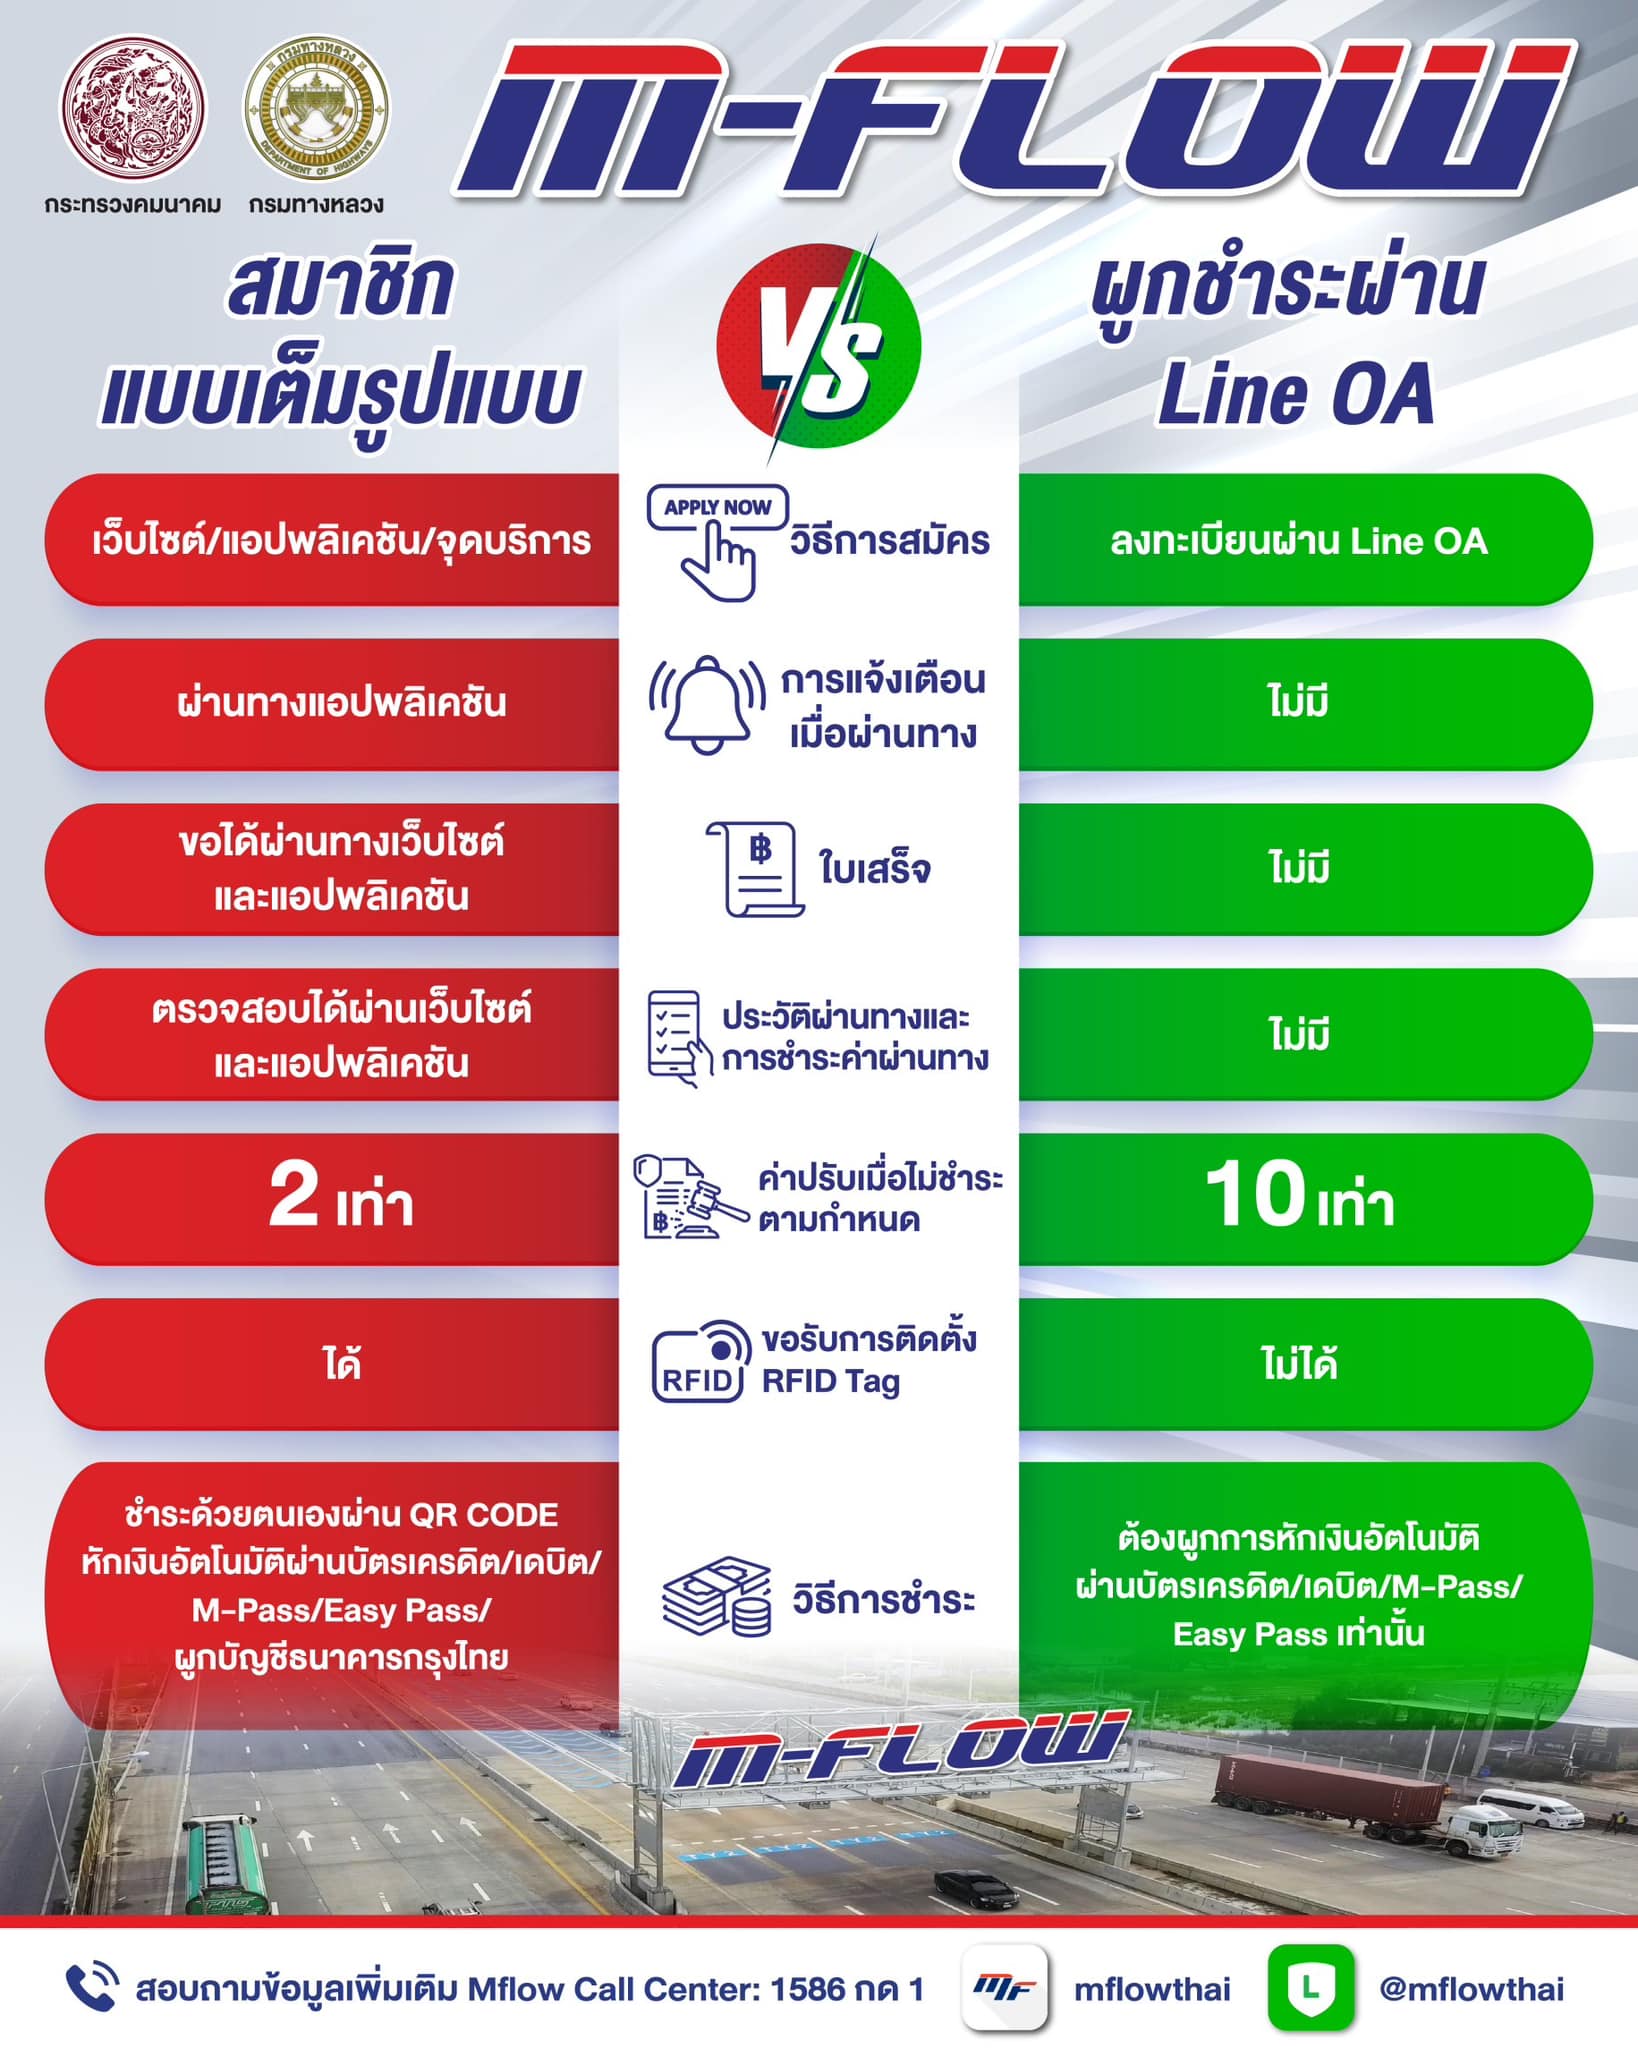 M-FLOW
กรมทางหลวง
DEPARTMENT OF HIGHWAYS
กระทรวงคมนาคม
กรมทางหลวง
สมาชิก
แบบเต็มรูปแบบ
VS
ผูกชำระผ่าน
Line OA
เว็บไซต์/แอปพลิเคชัน/จุดบริการ
APPLY NOW
วิธีการสมัคร
ลงทะเบียนผ่าน Line OA
ผ่านทางแอปพลิเคชัน
การแจ้งเตือน
เมื่อผ่านทาง
ไม่มี
ขอได้ผ่านทางเว็บไซต์
และแอปพลิเคชัน
฿
ใบเสร็จ
ไม่มี
ตรวจสอบได้ผ่านเว็บไซต์
และแอปพลิเคชัน
ประวัติผ่านทางและ
การชำระค่าผ่านทาง
ไม่มี
2 เท่า
฿
ค่าปรับเมื่อไม่ชำระ
ตามกำหนด
10 เท่า
ได้
RFID
ขอรับการติดตั้ง
RFID Tag
ไม่ได้
ชำระด้วยตนเองผ่าน QR CODE
หักเงินอัตโนมัติผ่านบัตรเครดิต/เดบิต/
M-Pass/Easy Pass/
ผูกบัญชีธนาคารกรุงไทย
วิธีการชำระ
ต้องผูกการหักเงินอัตโนมัติ
ผ่านบัตรเครดิต/เดบิต/M-Pass/
Easy Pass เท่านั้น
M-FLOW
สอบถามข้อมูลเพิ่มเติม Mflow Call Center: 1586 กด 1
MF
mflowthai
L
@mflowthai